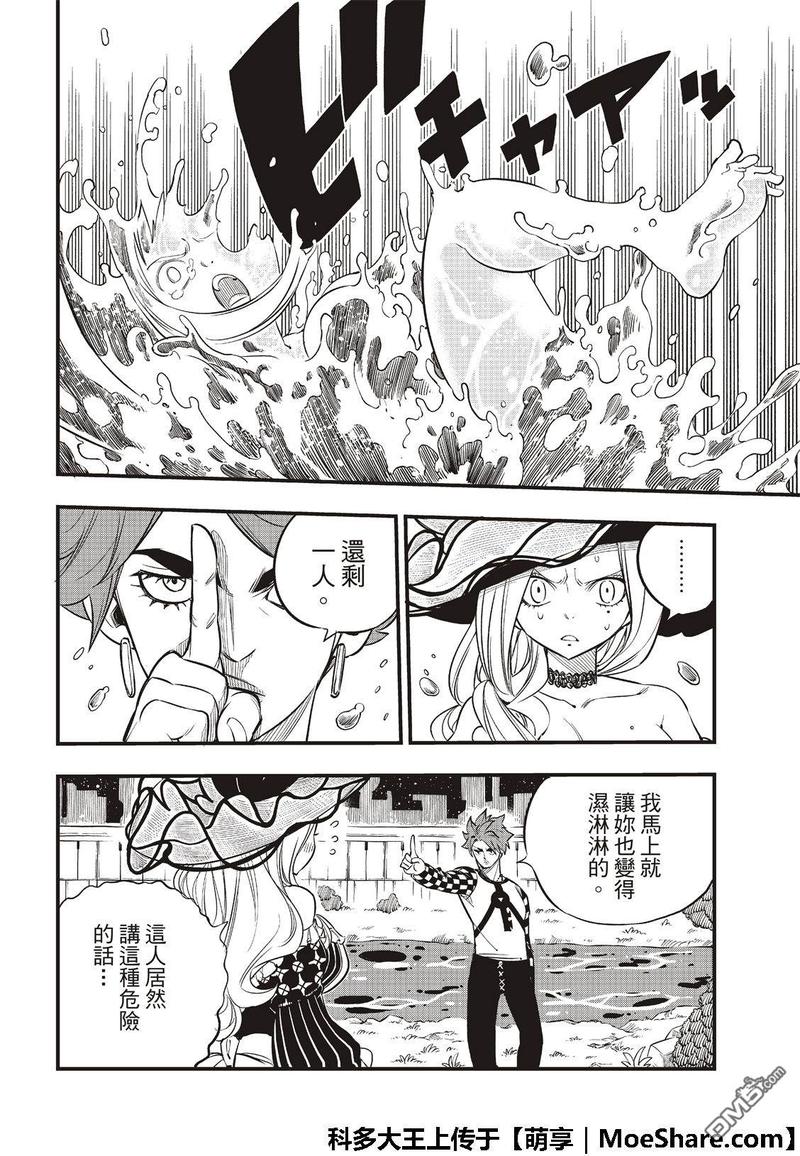 ビチャアッ
………
還剩
一人。
我馬上就
讓妳也變得
濕淋淋的。
這人居然
講這種危險
的話…
科多大王上传于【萌享｜MoeShare.com】
DM5.com